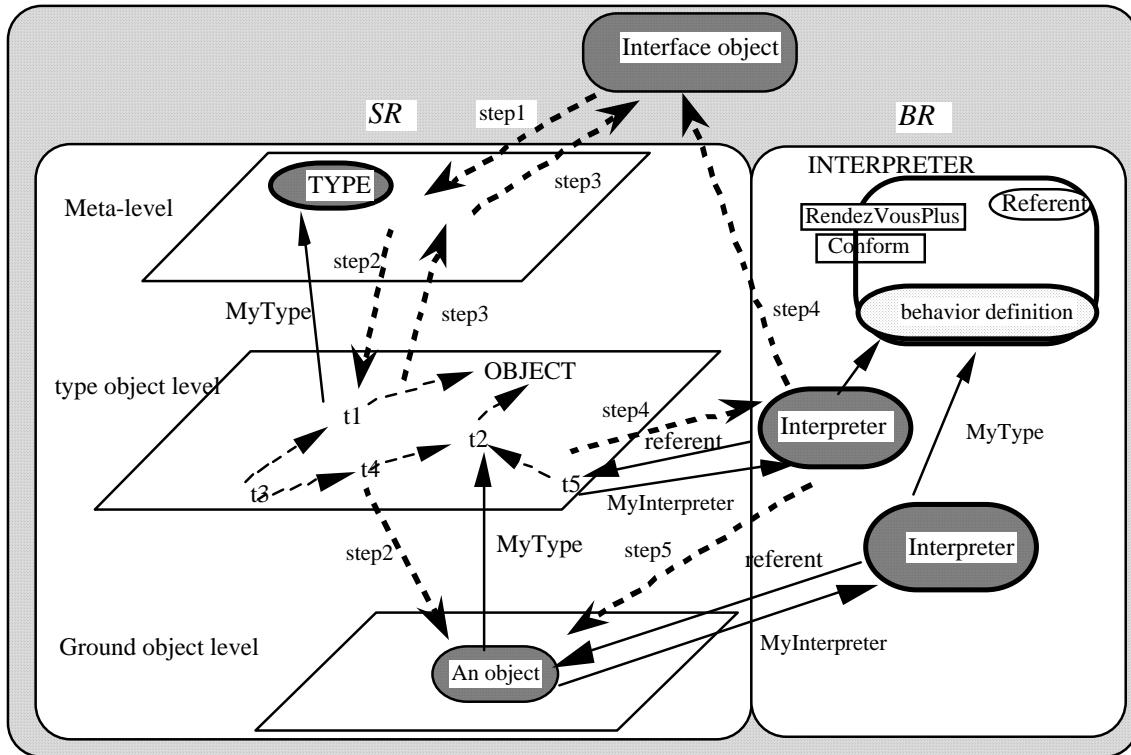 Interface object
SR
step1
BR
step3
INTERPRETER
TYPE
Meta-level
Referent
RendezVousPlus
Conform
step2
MyType
step3
step4
behavior definition
type object level
OBJECT
t1
step4
Interpreter
MyType
t2
referent
t3
t4
t5
MyInterpreter
step2
MyType
step5
referent
Interpreter
Ground object level
MyInterpreter
An object